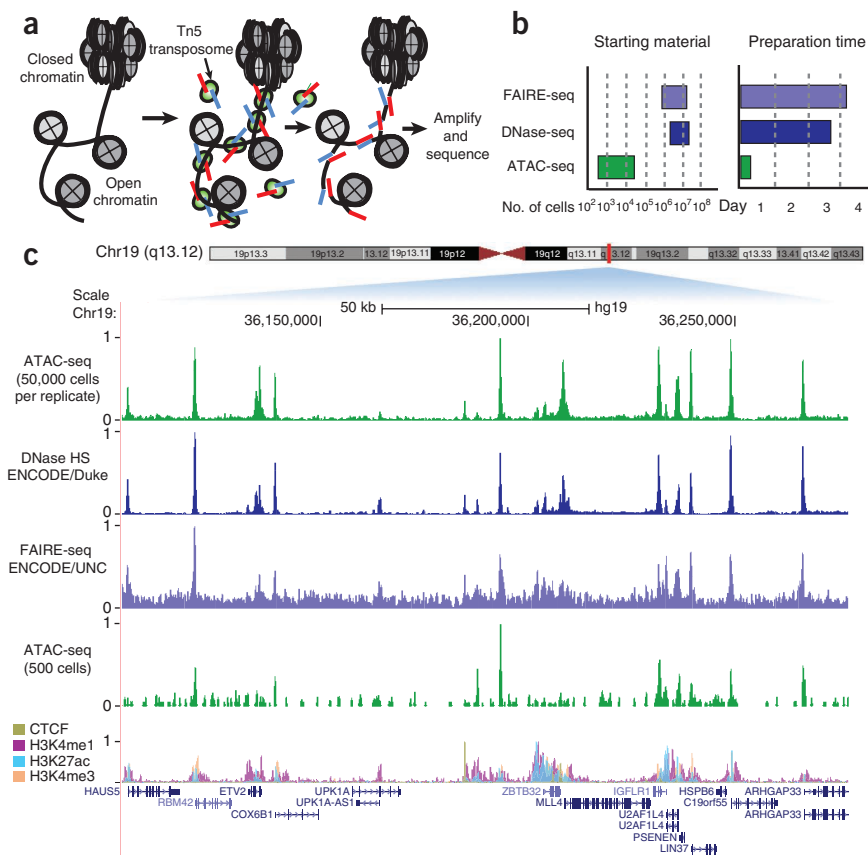 a
Tn5
transposome
Closed
chromatin
Open
chromatin
Amplify
and
sequence
b
Starting material
Preparation time
FAIRE-seq
DNase-seq
ATAC-seq
No. of cells 10² 10³ 10⁴ 10⁵ 10⁶ 10⁷ 10⁸
Day 1 2 3 4
c
Chr19 (q13.12)
19p13.3 19p13.2 13.12 19p13.11 19p12 19q12 q13.11 q13.12 19q13.2 q13.32 q13.33 13.41 q13.42 q13.43
Scale
50 kb hg19
Chr19:
36,150,000 36,200,000 36,250,000
1
ATAC-seq
(50,000 cells
per replicate)
0
1
DNase HS
ENCODE/Duke
0
1
FAIRE-seq
ENCODE/UNC
0
1
ATAC-seq
(500 cells)
0
CTCF
H3K4me1
H3K27ac
H3K4me3
1
0
HAUS5 ETV2 UPK1A ZBTB32 IGFLR1 HSPB6 ARHGAP33
RBM42 UPK1A-AS1 MLL4 C19orf55
COX6B1 U2AF1L4 ARHGAP33
U2AF1L4
PSENEN
LIN37